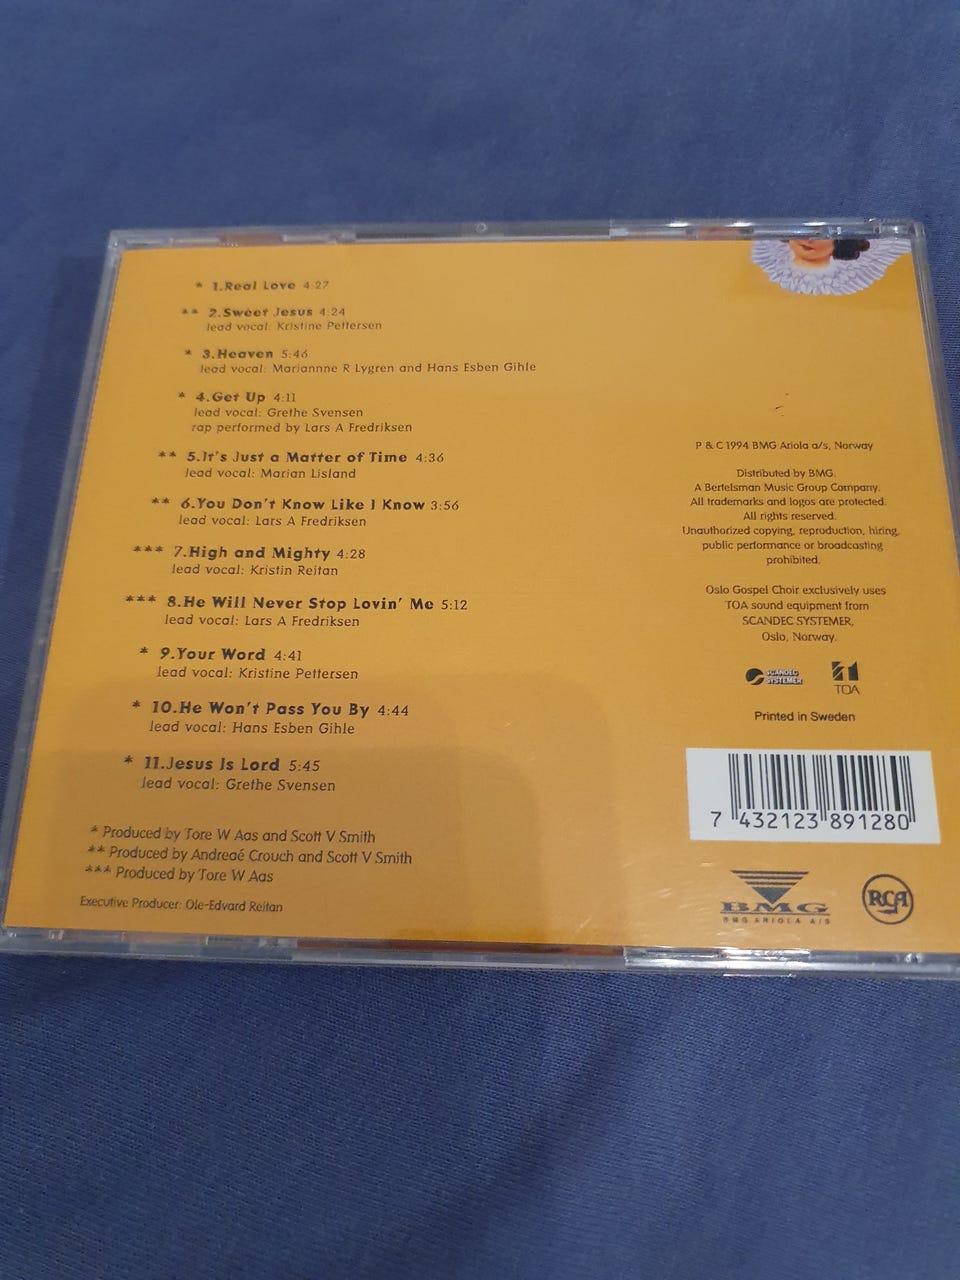 * 1.Real Love 4:27
** 2.Sweet Jesus 4:24
lead vocal: Kristine Pettersen
* 3.Heaven 5:46
lead vocal: Mariannne R Lygren and Hans Esben Gihle
* 4.Get Up 4:11
lead vocal: Grethe Svensen
rap performed by Lars A Fredriksen
** 5.It's Just a Matter of Time 4:36
lead vocal: Marian Lisland
** 6.You Don't Know Like I Know 3:56
lead vocal: Lars A Fredriksen
*** 7.High and Mighty 4:28
lead vocal: Kristin Reitan
*** 8.He Will Never Stop Lovin' Me 5:12
lead vocal: Lars A Fredriksen
* 9.Your Word 4:41
lead vocal: Kristine Pettersen
* 10.He Won't Pass You By 4:44
lead vocal: Hans Esben Gihle
* 11.Jesus Is Lord 5:45
lead vocal: Grethe Svensen
* Produced by Tore W Aas and Scott V Smith
** Produced by Andreaé Crouch and Scott V Smith
*** Produced by Tore W Aas
Executive Producer: Ole-Edvard Reitan
P & C 1994 BMG Ariola a/s, Norway
Distributed by BMG.
A Bertelsman Music Group Company.
All trademarks and logos are protected.
All rights reserved.
Unauthorized copying, reproduction, hiring,
public performance or broadcasting
prohibited.
Oslo Gospel Choir exclusively uses
TOA sound equipment from
SCANDEC SYSTEMER,
Oslo, Norway.
SCANDEC
SYSTEMER
TOA
Printed in Sweden
7 432123 891280
BMG
BMG ARIOLA A/S
RCA